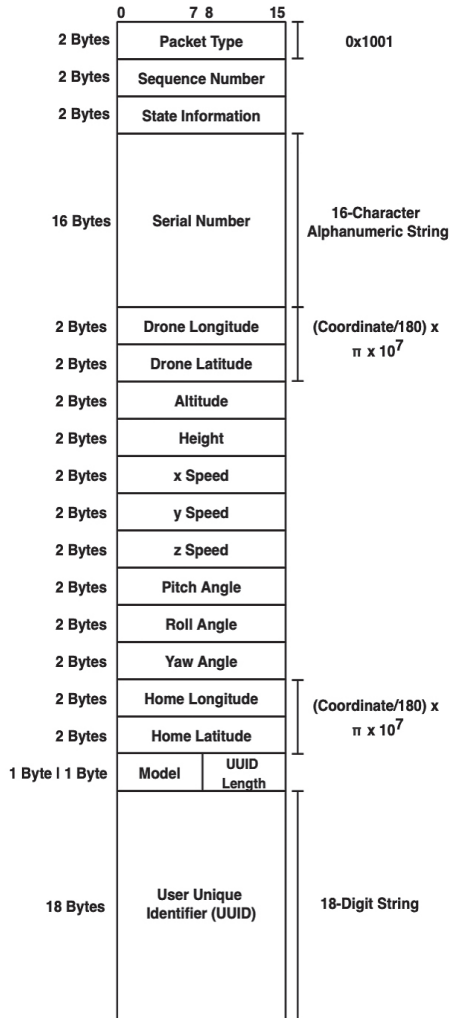 0 7 8 15
2 Bytes Packet Type 0x1001
2 Bytes Sequence Number
2 Bytes State Information
16 Bytes Serial Number 16-Character
Alphanumeric String
2 Bytes Drone Longitude (Coordinate/180) x
π x 10^7
2 Bytes Drone Latitude
2 Bytes Altitude
2 Bytes Height
2 Bytes x Speed
2 Bytes y Speed
2 Bytes z Speed
2 Bytes Pitch Angle
2 Bytes Roll Angle
2 Bytes Yaw Angle
2 Bytes Home Longitude (Coordinate/180) x
π x 10^7
2 Bytes Home Latitude
1 Byte | 1 Byte Model UUID
Length
18 Bytes User Unique
Identifier (UUID)
18-Digit String